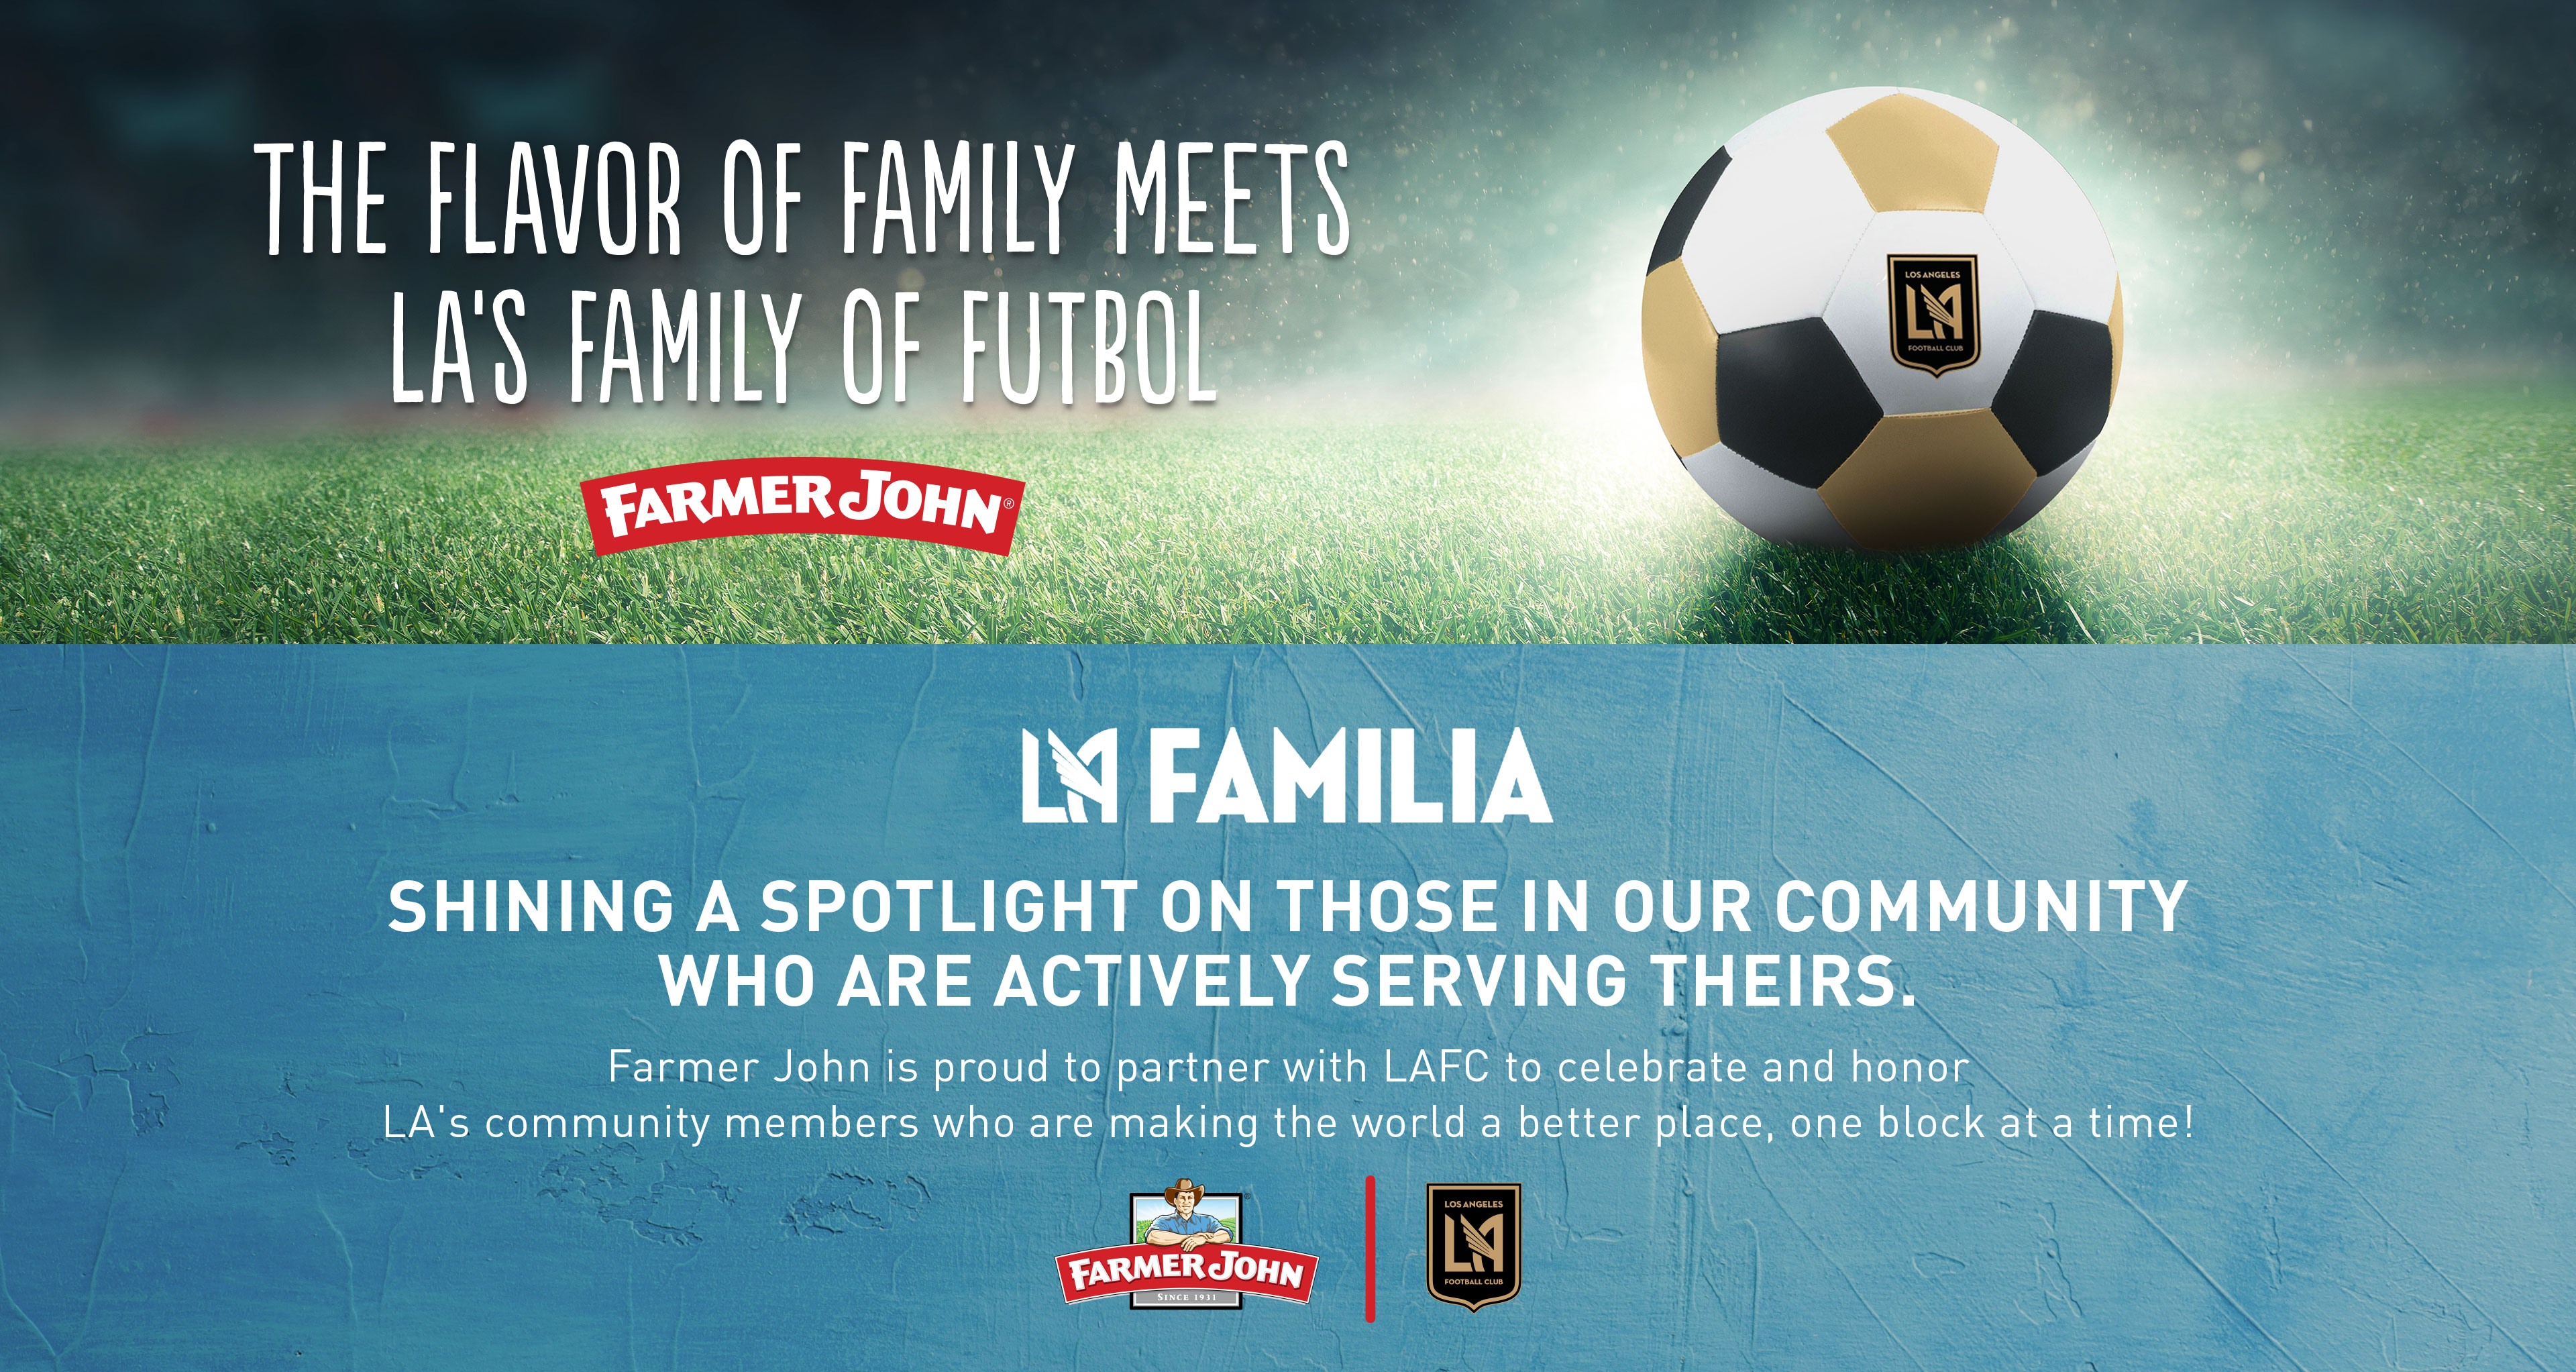 THE FLAVOR OF FAMILY MEETS
LA'S FAMILY OF FUTBOL
FARMER JOHN®
LOS ANGELES
LA
FOOTBALL CLUB
LA FAMILIA
SHINING A SPOTLIGHT ON THOSE IN OUR COMMUNITY
WHO ARE ACTIVELY SERVING THEIRS.
Farmer John is proud to partner with LAFC to celebrate and honor
LA's community members who are making the world a better place, one block at a time!
FARMER JOHN
SINCE 1931
LOS ANGELES
LA
FOOTBALL CLUB